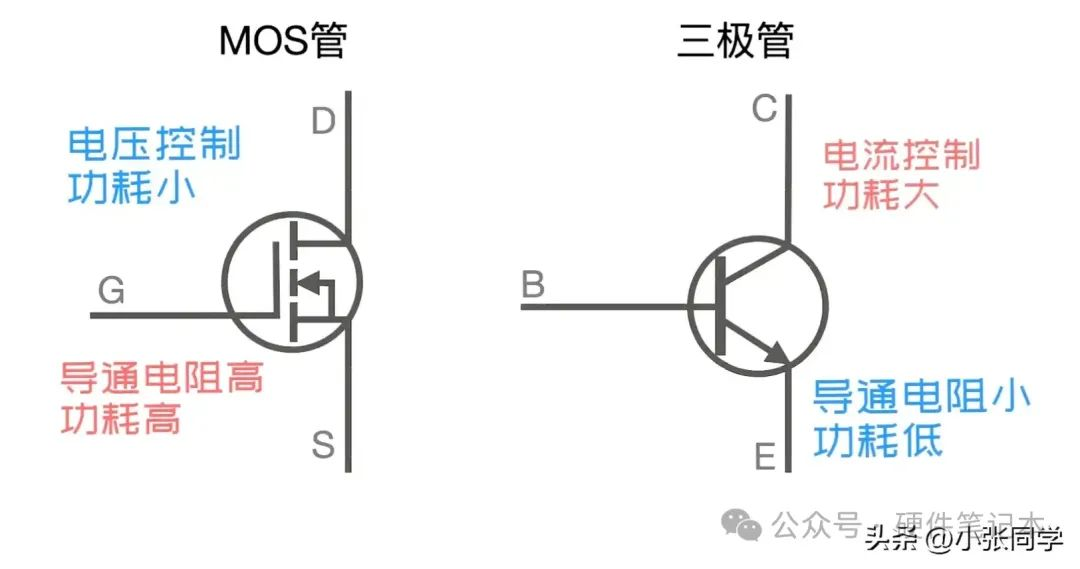 MOS管
三极管
D
C
电压控制
功耗小
电流控制
功耗大
G
B
导通电阻高
功耗高
导通电阻小
功耗低
S
E
公众号 · 硬件笔记本
头条 @小张同学